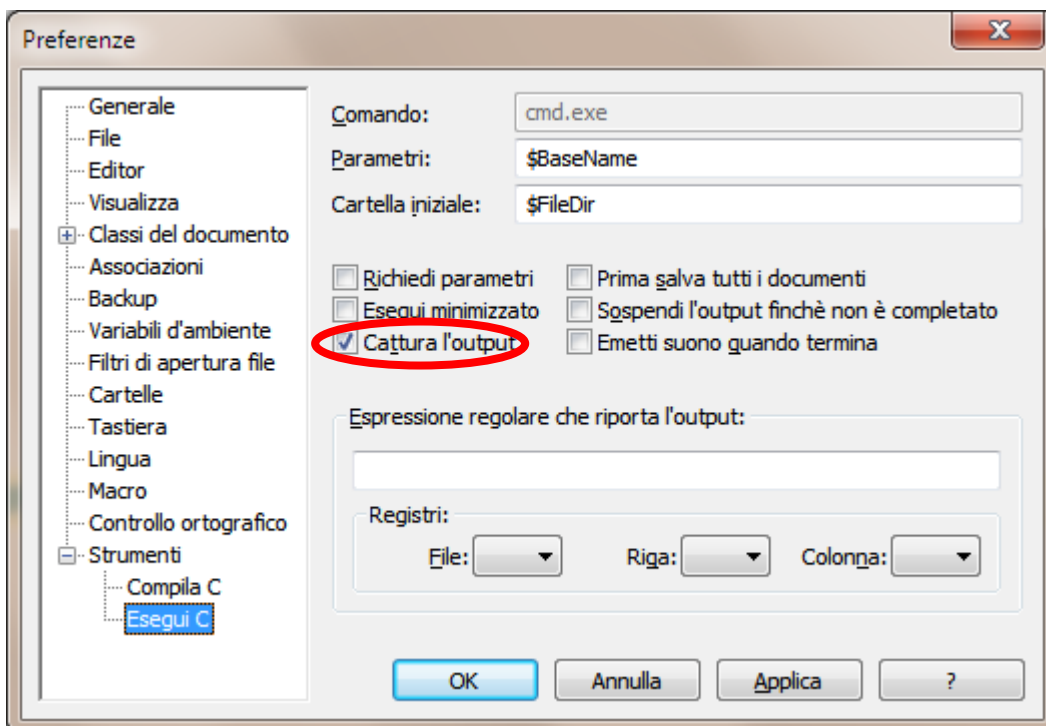 Preferenze
Generale
File
Editor
Visualizza
Classi del documento
Associazioni
Backup
Variabili d'ambiente
Filtri di apertura file
Cartelle
Tastiera
Lingua
Macro
Controllo ortografico
Strumenti
Compila C
Esegui C
Comando: cmd.exe
Parametri: $BaseName
Cartella iniziale: $FileDir
Richiedi parametri Prima salva tutti i documenti
Esegui minimizzato Sospendi l'output finchè non è completato
Cattura l'output Emetti suono quando termina
Espressione regolare che riporta l'output:
Registri:
File: Riga: Colonna:
OK Annulla Applica ?